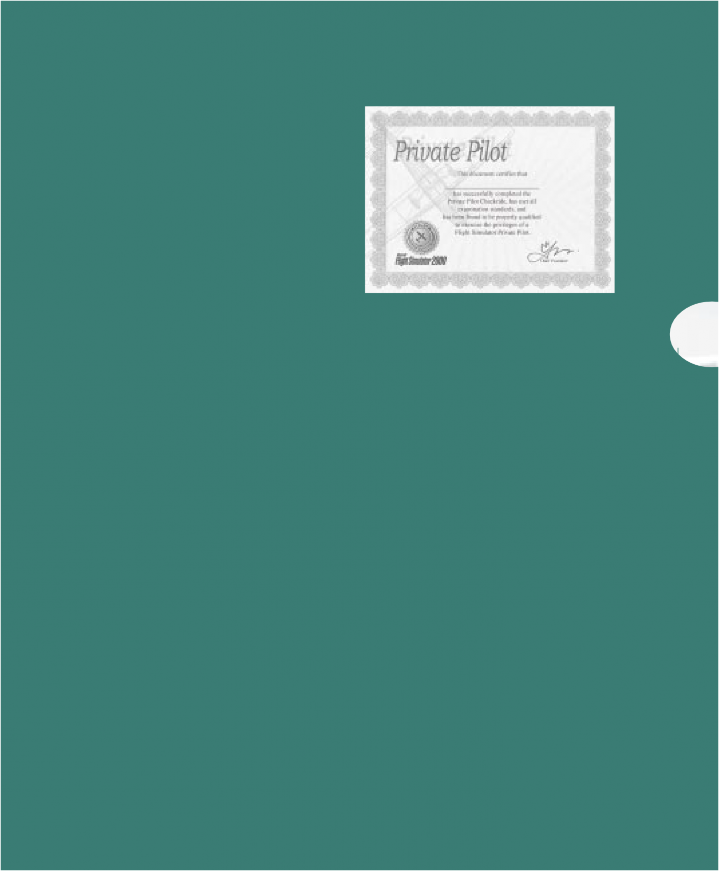 Private Pilot
This document certifies that
has successfully completed the
Private Pilot Checkride, has met all
examination standards, and
has been found to be properly qualified
to exercise the privileges of a
Flight Simulator Private Pilot.
Flight Simulator 2000